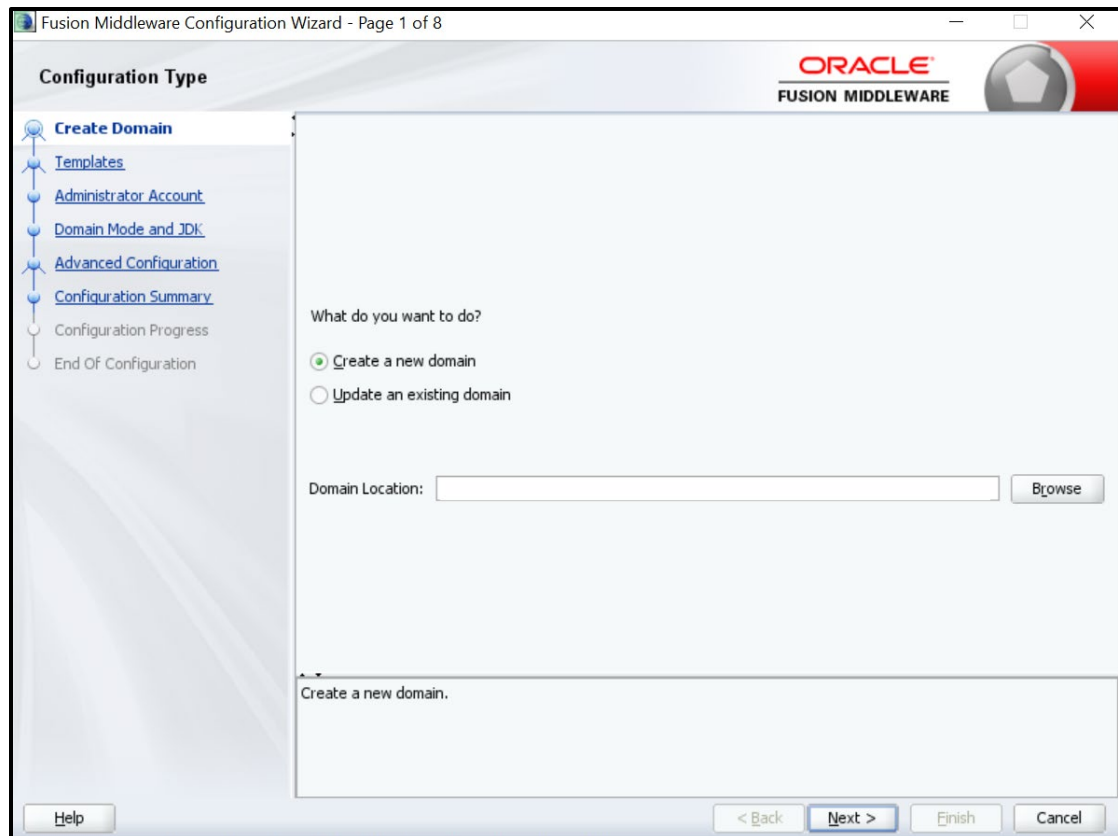 Fusion Middleware Configuration Wizard - Page 1 of 8
Configuration Type
ORACLE
FUSION MIDDLEWARE
Create Domain
Templates
Administrator Account
Domain Mode and JDK
Advanced Configuration
Configuration Summary
Configuration Progress
End Of Configuration
What do you want to do?
Create a new domain
Update an existing domain
Domain Location:
Browse
Create a new domain.
Help
< Back
Next >
Finish
Cancel